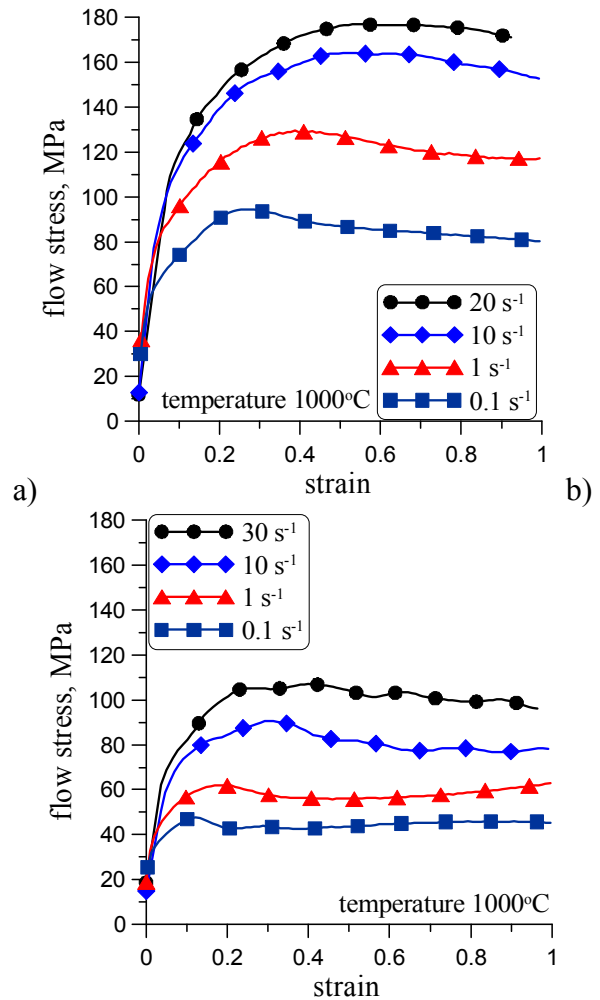 180
160
140
120
100
80
60
40
20
0
flow stress, MPa
20 s-1
10 s-1
1 s-1
0.1 s-1
temperature 1000oC
0 0.2 0.4 0.6 0.8 1
strain
a) b)
180
160
140
120
100
80
60
40
20
0
flow stress, MPa
30 s-1
10 s-1
1 s-1
0.1 s-1
temperature 1000oC
0 0.2 0.4 0.6 0.8 1
strain